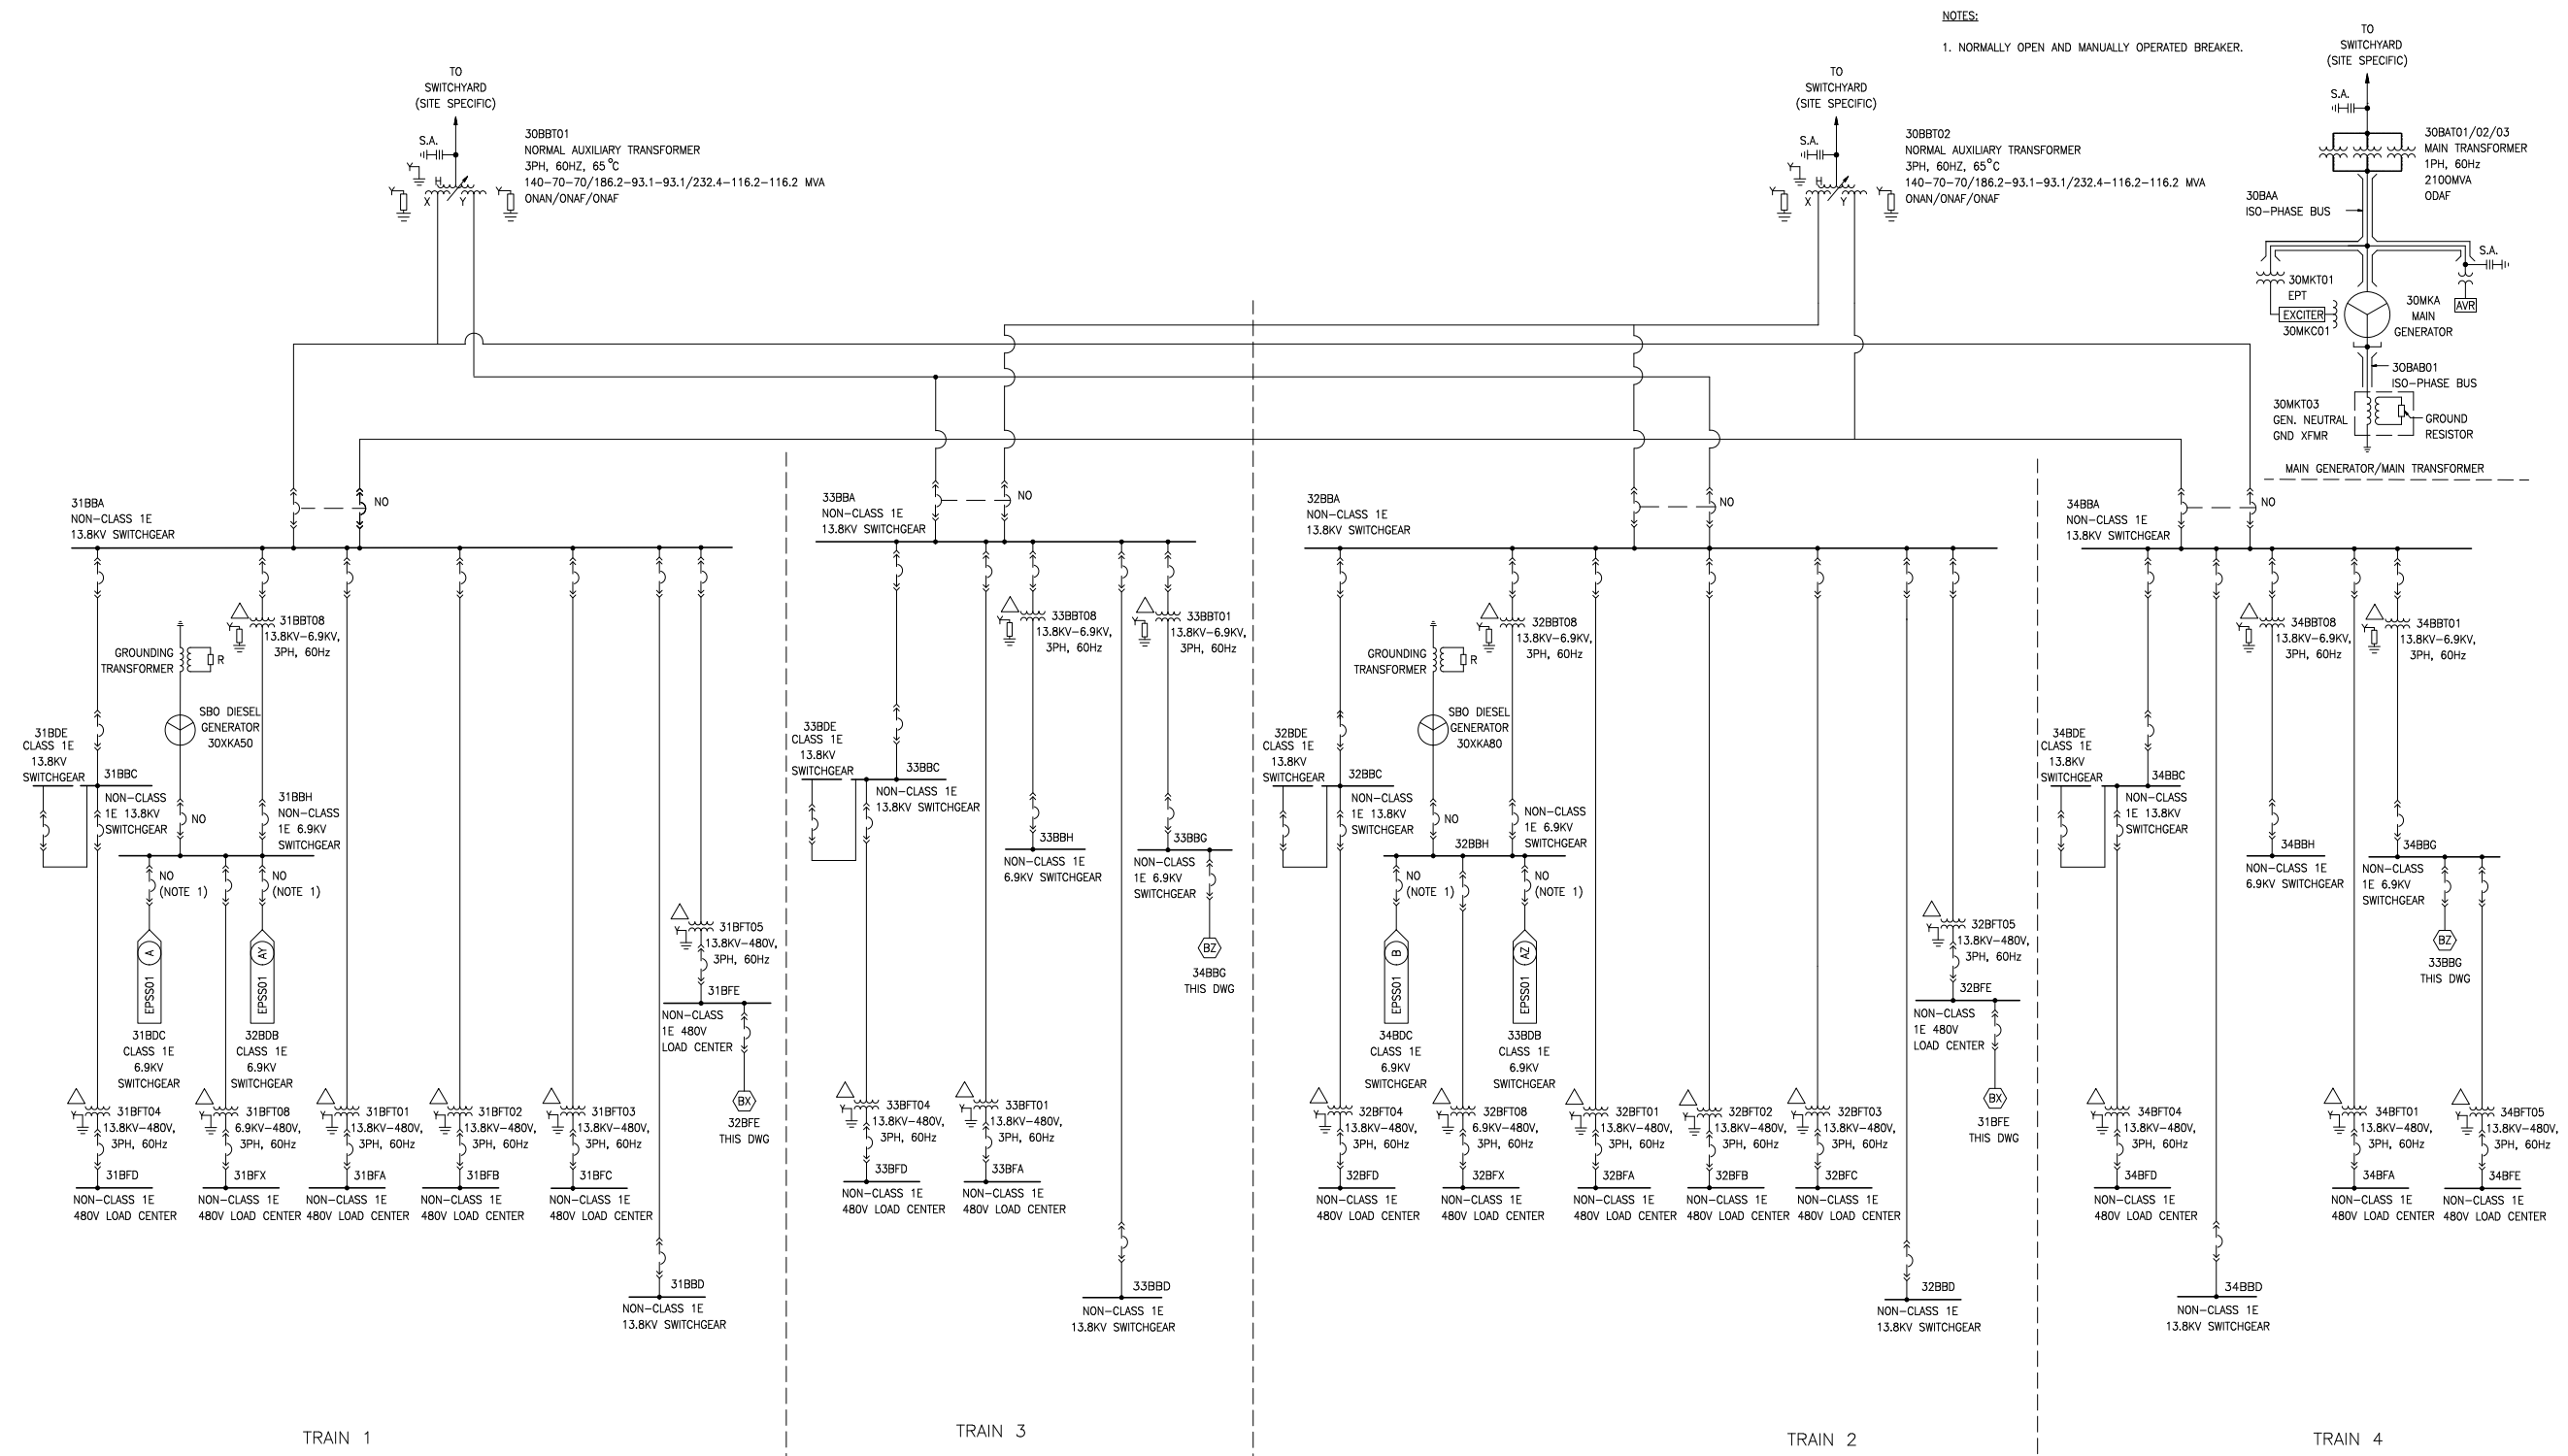 NOTES:
1. NORMALLY OPEN AND MANUALLY OPERATED BREAKER.
TO
SWITCHYARD
(SITE SPECIFIC)
S.A.
Y
Y
H
X
Y
Y
30BBT01
NORMAL AUXILIARY TRANSFORMER
3PH, 60HZ, 65°C
140-70-70/186.2-93.1-93.1/232.4-116.2-116.2 MVA
ONAN/ONAF/ONAF
TO
SWITCHYARD
(SITE SPECIFIC)
S.A.
Y
Y
H
X
Y
Y
30BBT02
NORMAL AUXILIARY TRANSFORMER
3PH, 60HZ, 65°C
140-70-70/186.2-93.1-93.1/232.4-116.2-116.2 MVA
ONAN/ONAF/ONAF
TO
SWITCHYARD
(SITE SPECIFIC)
S.A.
30BAT01/02/03
MAIN TRANSFORMER
1PH, 60Hz
2100MVA
ODAF
30BAA
ISO-PHASE BUS
S.A.
30MKT01
EPT
EXCITER
30MKC01
30MKA
MAIN
GENERATOR
AVR
30BAB01
ISO-PHASE BUS
30MKT03
GEN. NEUTRAL
GND XFMR
GROUND
RESISTOR
MAIN GENERATOR/MAIN TRANSFORMER
31BBA
NON-CLASS 1E
13.8KV SWITCHGEAR
NO
31BBT08
13.8KV-6.9KV,
3PH, 60Hz
Y
GROUNDING
TRANSFORMER
R
SBO DIESEL
GENERATOR
30XKA50
31BDE
CLASS 1E
13.8KV
SWITCHGEAR
31BBC
NON-CLASS
1E 13.8KV
SWITCHGEAR
NO
31BBH
NON-CLASS
1E 6.9KV
SWITCHGEAR
NO
(NOTE 1)
NO
(NOTE 1)
A
EPSS01
31BDC
CLASS 1E
6.9KV
SWITCHGEAR
AY
EPSS01
32BDB
CLASS 1E
6.9KV
SWITCHGEAR
Y
31BFT05
13.8KV-480V,
3PH, 60Hz
31BFE
NON-CLASS
1E 480V
LOAD CENTER
BX
32BFE
THIS DWG
Y
31BFT04
13.8KV-480V,
3PH, 60Hz
31BFD
NON-CLASS 1E
480V LOAD CENTER
Y
31BFT08
6.9KV-480V,
3PH, 60Hz
31BFX
NON-CLASS 1E
480V LOAD CENTER
Y
31BFT01
13.8KV-480V,
3PH, 60Hz
31BFA
NON-CLASS 1E
480V LOAD CENTER
Y
31BFT02
13.8KV-480V,
3PH, 60Hz
31BFB
NON-CLASS 1E
480V LOAD CENTER
Y
31BFT03
13.8KV-480V,
3PH, 60Hz
31BFC
NON-CLASS 1E
480V LOAD CENTER
31BBD
NON-CLASS 1E
13.8KV SWITCHGEAR
TRAIN 1
33BBA
NON-CLASS 1E
13.8KV SWITCHGEAR
NO
Y
33BBT08
13.8KV-6.9KV,
3PH, 60Hz
Y
33BBT01
13.8KV-6.9KV,
3PH, 60Hz
33BDE
CLASS 1E
13.8KV
SWITCHGEAR
33BBC
NON-CLASS 1E
13.8KV SWITCHGEAR
33BBH
NON-CLASS 1E
6.9KV SWITCHGEAR
33BBG
NON-CLASS
1E 6.9KV
SWITCHGEAR
BZ
34BBG
THIS DWG
Y
33BFT04
13.8KV-480V,
3PH, 60Hz
33BFD
NON-CLASS 1E
480V LOAD CENTER
Y
33BFT01
13.8KV-480V,
3PH, 60Hz
33BFA
NON-CLASS 1E
480V LOAD CENTER
33BBD
NON-CLASS 1E
13.8KV SWITCHGEAR
TRAIN 3
32BBA
NON-CLASS 1E
13.8KV SWITCHGEAR
NO
Y
32BBT08
13.8KV-6.9KV,
3PH, 60Hz
GROUNDING
TRANSFORMER
R
SBO DIESEL
GENERATOR
30XKA80
32BDE
CLASS 1E
13.8KV
SWITCHGEAR
32BBC
NON-CLASS
1E 13.8KV
SWITCHGEAR
NO
NON-CLASS
1E 6.9KV
SWITCHGEAR
32BBH
NO
(NOTE 1)
NO
(NOTE 1)
B
EPSS01
34BDC
CLASS 1E
6.9KV
SWITCHGEAR
AZ
EPSS01
33BDB
CLASS 1E
6.9KV
SWITCHGEAR
Y
32BFT05
13.8KV-480V,
3PH, 60Hz
32BFE
NON-CLASS
1E 480V
LOAD CENTER
BX
31BFE
THIS DWG
Y
32BFT04
13.8KV-480V,
3PH, 60Hz
32BFD
NON-CLASS 1E
480V LOAD CENTER
Y
32BFT08
6.9KV-480V,
3PH, 60Hz
32BFX
NON-CLASS 1E
480V LOAD CENTER
Y
32BFT01
13.8KV-480V,
3PH, 60Hz
32BFA
NON-CLASS 1E
480V LOAD CENTER
Y
32BFT02
13.8KV-480V,
3PH, 60Hz
32BFB
NON-CLASS 1E
480V LOAD CENTER
Y
32BFT03
13.8KV-480V,
3PH, 60Hz
32BFC
NON-CLASS 1E
480V LOAD CENTER
32BBD
NON-CLASS 1E
13.8KV SWITCHGEAR
TRAIN 2
34BBA
NON-CLASS 1E
13.8KV SWITCHGEAR
NO
Y
34BBT08
13.8KV-6.9KV,
3PH, 60Hz
Y
34BBT01
13.8KV-6.9KV,
3PH, 60Hz
34BDE
CLASS 1E
13.8KV
SWITCHGEAR
34BBC
NON-CLASS
1E 13.8KV
SWITCHGEAR
34BBH
NON-CLASS 1E
6.9KV SWITCHGEAR
34BBG
NON-CLASS
1E 6.9KV
SWITCHGEAR
BZ
33BBG
THIS DWG
Y
34BFT04
13.8KV-480V,
3PH, 60Hz
34BFD
NON-CLASS 1E
480V LOAD CENTER
Y
34BFT01
13.8KV-480V,
3PH, 60Hz
34BFA
NON-CLASS 1E
480V LOAD CENTER
Y
34BFT05
13.8KV-480V,
3PH, 60Hz
34BFE
NON-CLASS 1E
480V LOAD CENTER
34BBD
NON-CLASS 1E
13.8KV SWITCHGEAR
TRAIN 4